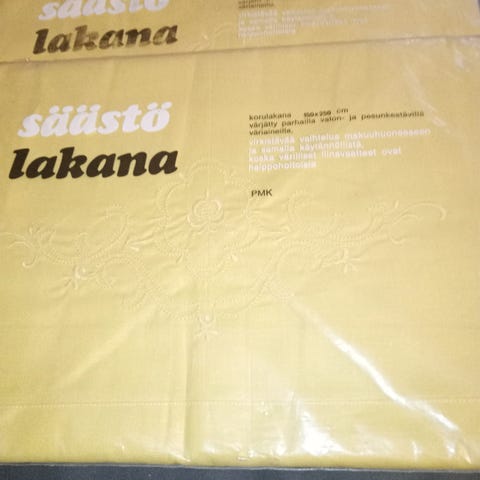 säästö
lakana
säästö
lakana
korulakana 150x250 cm
värjätty parhailla valon- ja pesunkestävillä
väriaineilla,
virkistävää vaihtelua makuuhuoneeseen
ja samalla käytännöllistä,
koska värilliset liinavaatteet ovat
helppohoitoisia
PMK